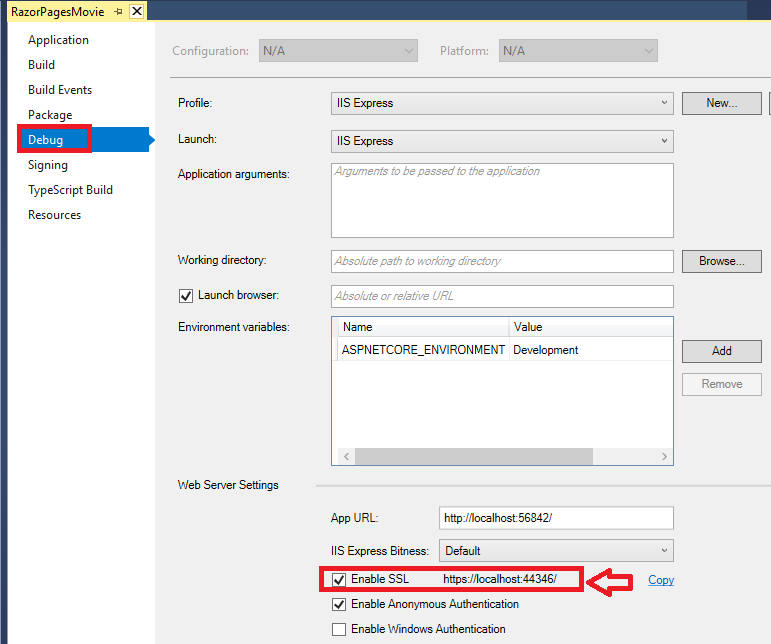 RazorPagesMovie
Application
Build
Build Events
Package
Debug
Signing
TypeScript Build
Resources
Configuration: N/A Platform: N/A
Profile: IIS Express New...
Launch: IIS Express
Application arguments: Arguments to be passed to the application
Working directory: Absolute path to working directory Browse...
Launch browser: Absolute or relative URL
Environment variables: Name Value
ASPNETCORE_ENVIRONMENT Development Add
Remove
Web Server Settings
App URL: http://localhost:56842/
IIS Express Bitness: Default
Enable SSL https://localhost:44346/ Copy
Enable Anonymous Authentication
Enable Windows Authentication